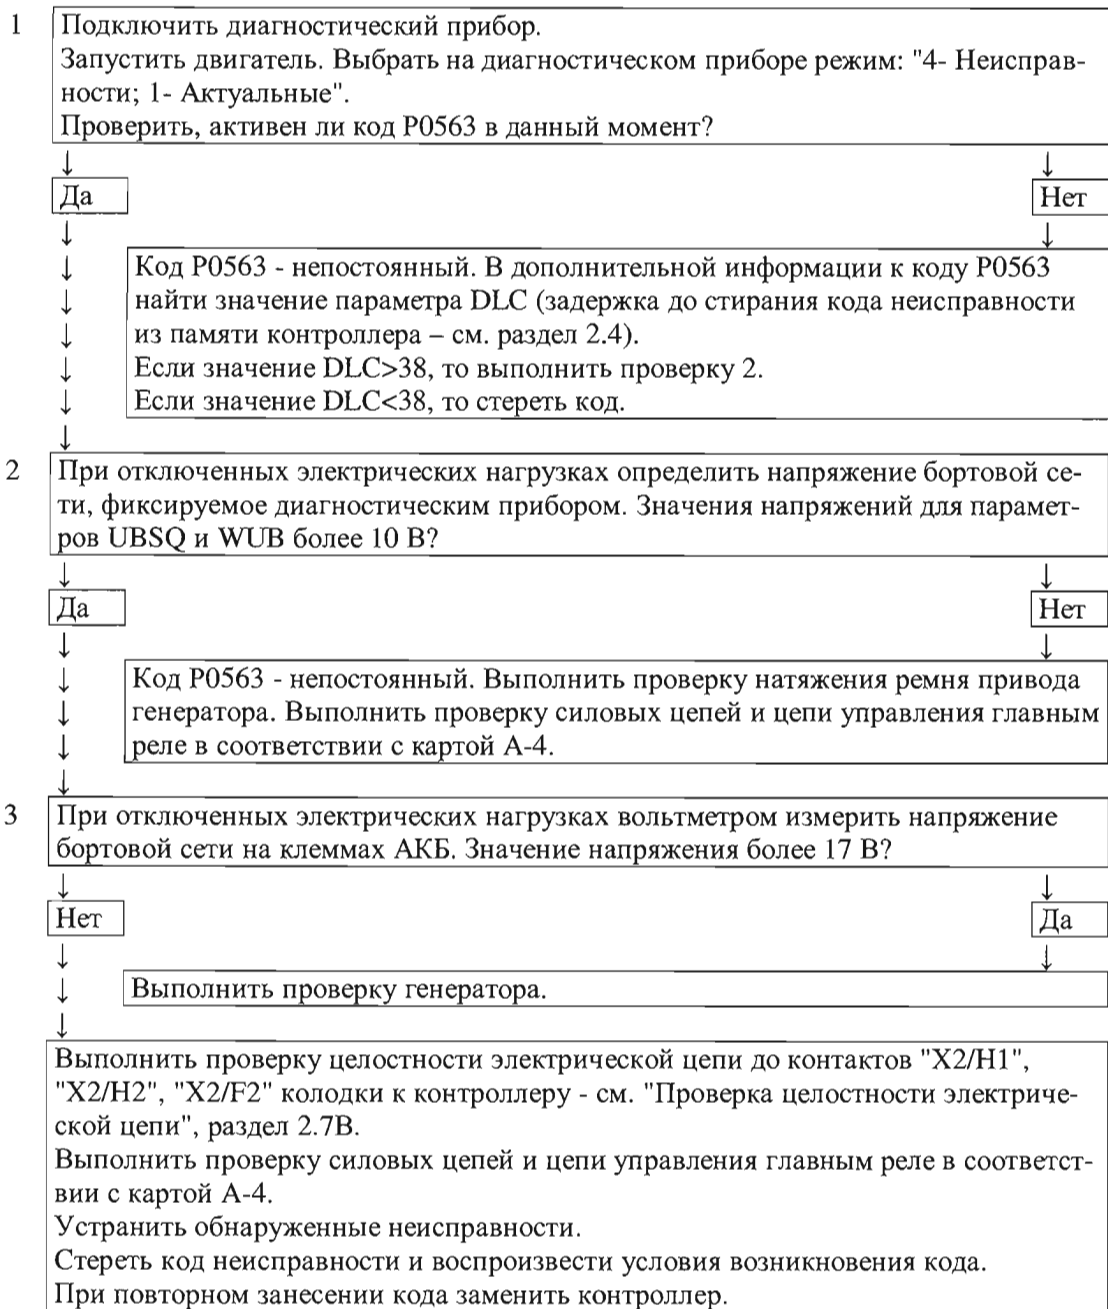 1
Подключить диагностический прибор.
Запустить двигатель. Выбрать на диагностическом приборе режим: "4- Неисправ-
ности; 1- Актуальные".
Проверить, активен ли код P0563 в данный момент?
↓ ↓
Да Нет
↓ ↓
↓ Код P0563 - непостоянный. В дополнительной информации к коду P0563
↓ найти значение параметра DLC (задержка до стирания кода неисправности
↓ из памяти контроллера – см. раздел 2.4).
↓ Если значение DLC>38, то выполнить проверку 2.
↓ Если значение DLC<38, то стереть код.
↓
2
При отключенных электрических нагрузках определить напряжение бортовой се-
ти, фиксируемое диагностическим прибором. Значения напряжений для парамет-
ров UBSQ и WUB более 10 В?
↓ ↓
Да Нет
↓ ↓
↓ Код P0563 - непостоянный. Выполнить проверку натяжения ремня привода
↓ генератора. Выполнить проверку силовых цепей и цепи управления главным
↓ реле в соответствии с картой А-4.
↓
3
При отключенных электрических нагрузках вольтметром измерить напряжение
бортовой сети на клеммах АКБ. Значение напряжения более 17 В?
↓ ↓
Нет Да
↓ ↓
↓ Выполнить проверку генератора.
↓
Выполнить проверку целостности электрической цепи до контактов "X2/H1",
"X2/H2", "X2/F2" колодки к контроллеру - см. "Проверка целостности электриче-
ской цепи", раздел 2.7В.
Выполнить проверку силовых цепей и цепи управления главным реле в соответст-
вии с картой А-4.
Устранить обнаруженные неисправности.
Стереть код неисправности и воспроизвести условия возникновения кода.
При повторном занесении кода заменить контроллер.